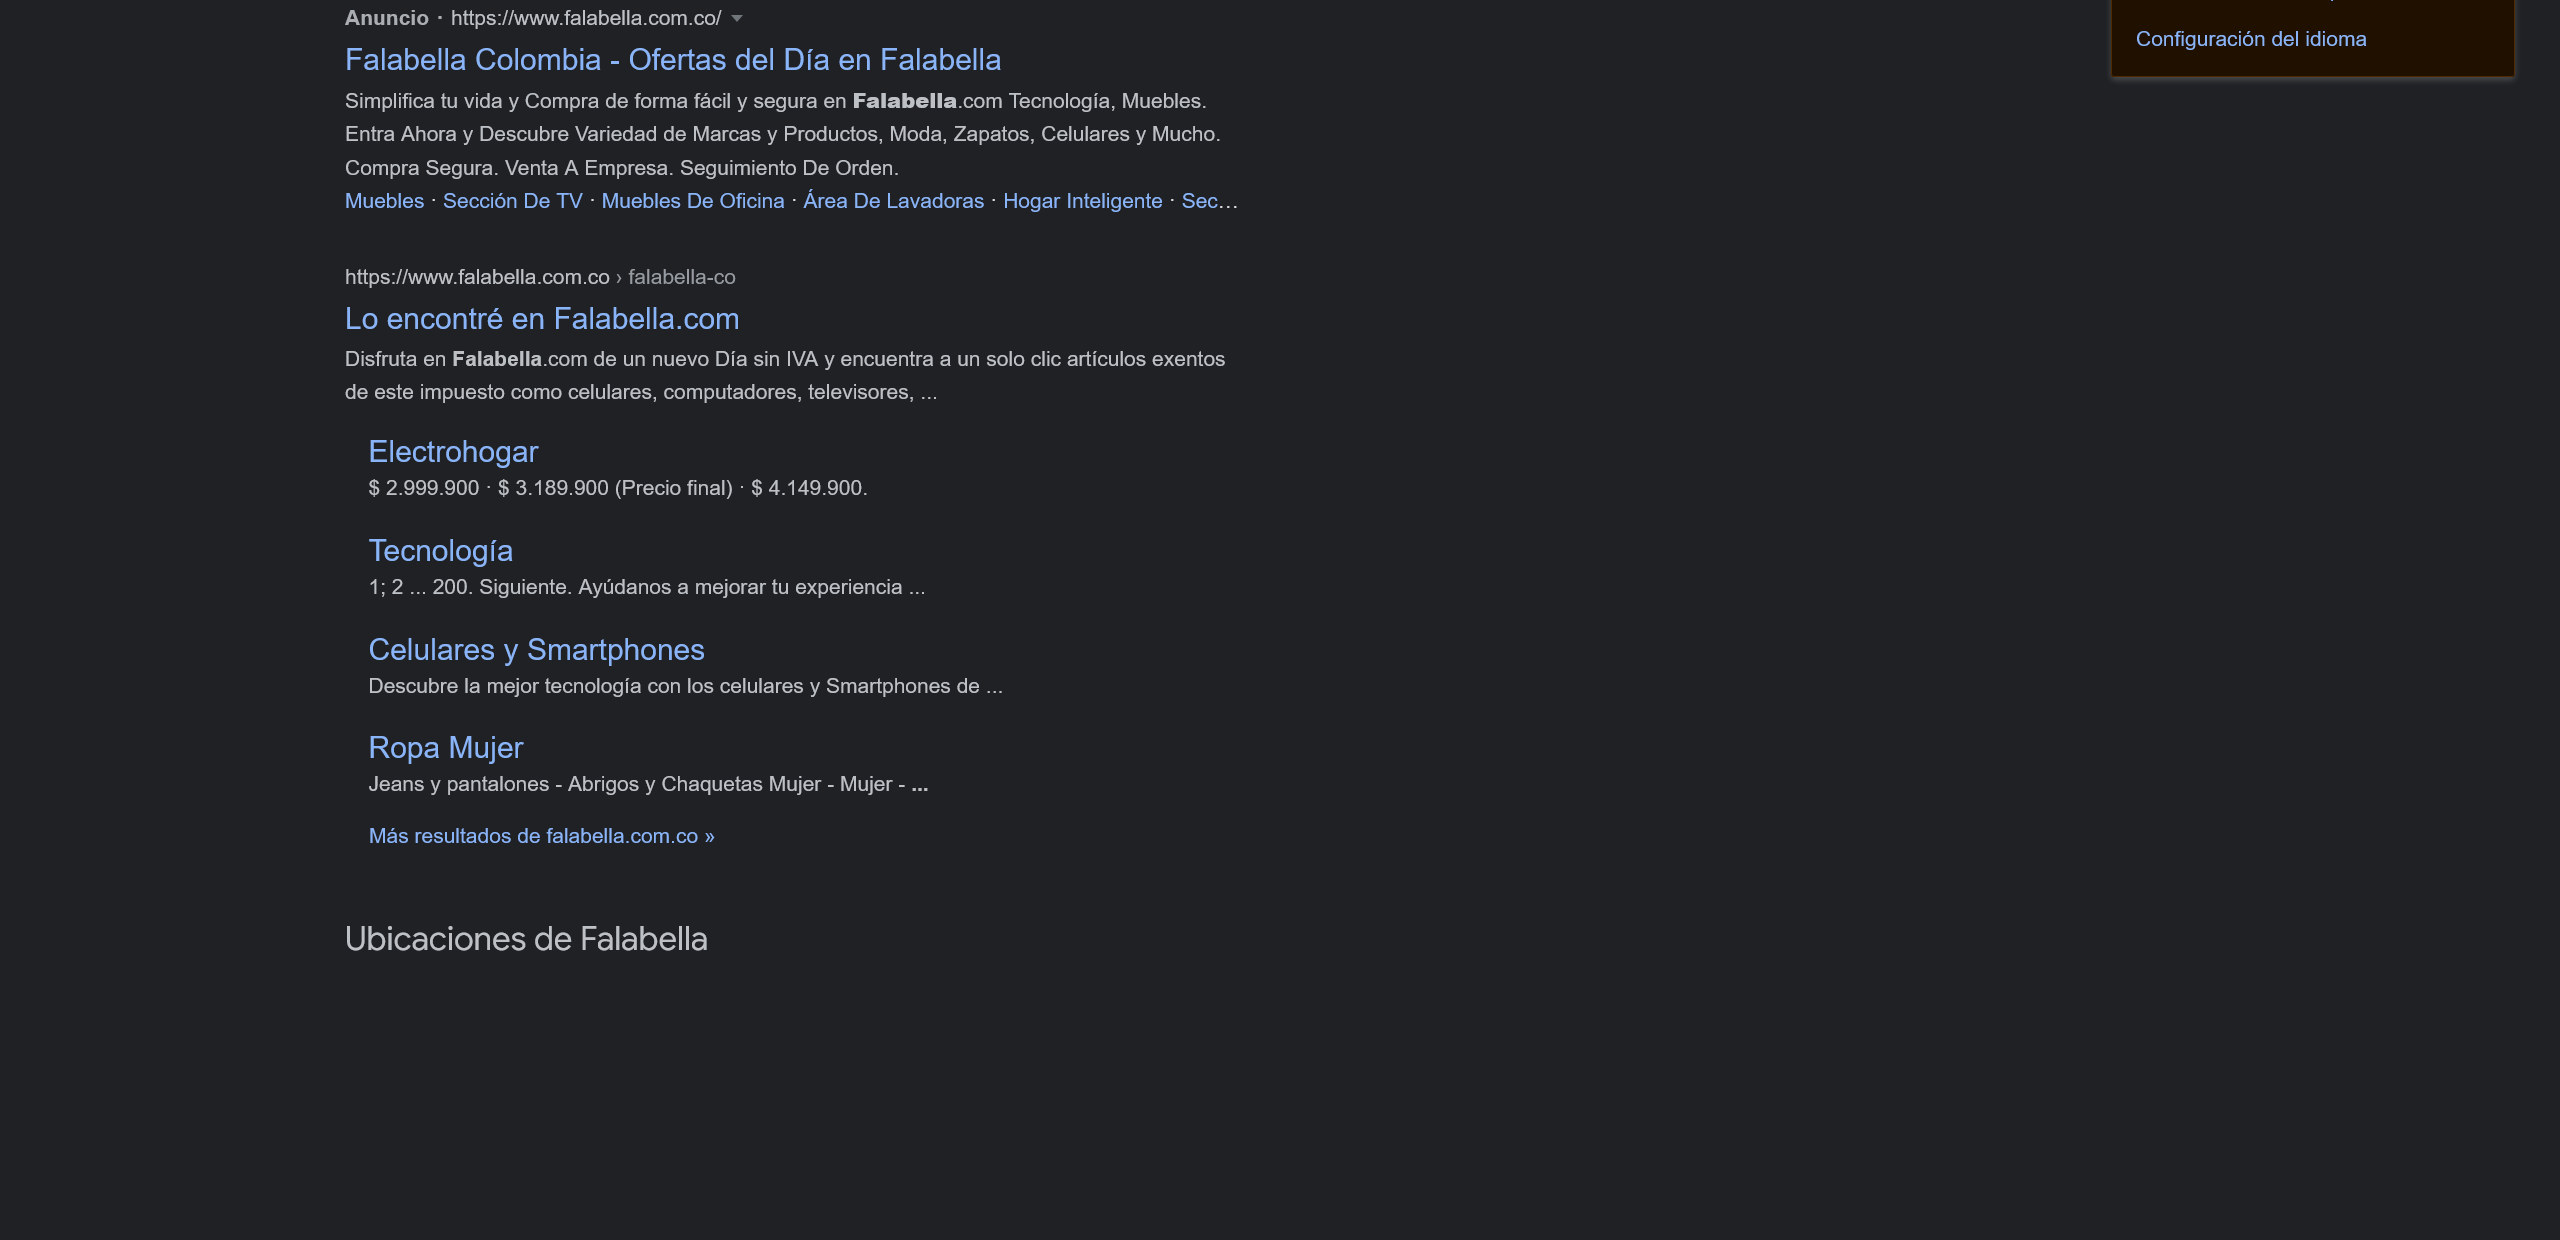 Anuncio · https://www.falabella.com.co/
Configuración del idioma
Falabella Colombia - Ofertas del Día en Falabella
Simplifica tu vida y Compra de forma fácil y segura en Falabella.com Tecnología, Muebles.
Entra Ahora y Descubre Variedad de Marcas y Productos, Moda, Zapatos, Celulares y Mucho.
Compra Segura. Venta A Empresa. Seguimiento De Orden.
Muebles · Sección De TV · Muebles De Oficina · Área De Lavadoras · Hogar Inteligente · Sec...
https://www.falabella.com.co › falabella-co
Lo encontré en Falabella.com
Disfruta en Falabella.com de un nuevo Día sin IVA y encuentra a un solo clic artículos exentos
de este impuesto como celulares, computadores, televisores, ...
Electrohogar
$ 2.999.900 · $ 3.189.900 (Precio final) · $ 4.149.900.
Tecnología
1; 2 ... 200. Siguiente. Ayúdanos a mejorar tu experiencia ...
Celulares y Smartphones
Descubre la mejor tecnología con los celulares y Smartphones de ...
Ropa Mujer
Jeans y pantalones - Abrigos y Chaquetas Mujer - Mujer - ...
Más resultados de falabella.com.co »
Ubicaciones de Falabella